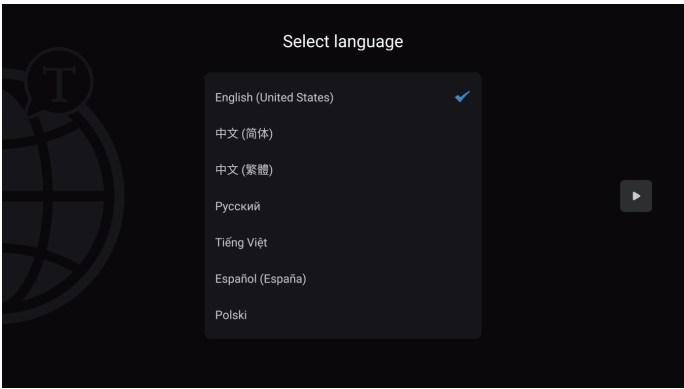 Select language
T
English (United States)
中文 (简体)
中文 (繁體)
Русский
Tiếng Việt
Español (España)
Polski